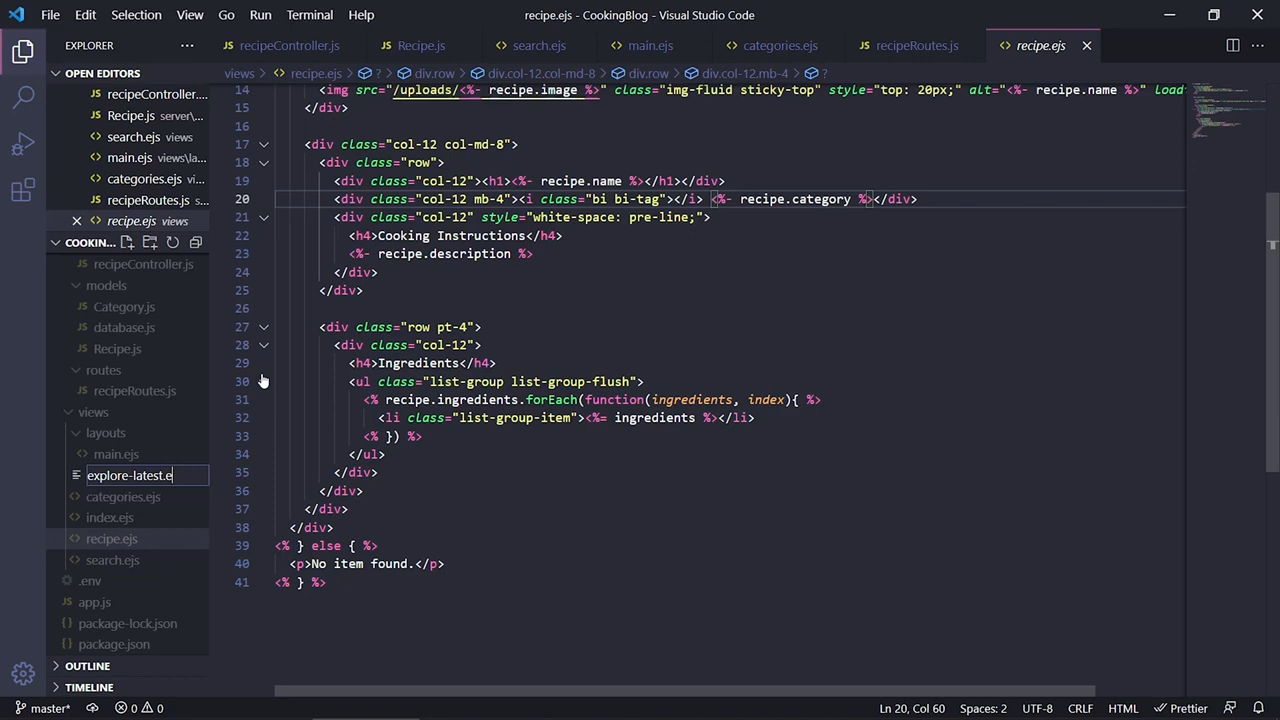 File Edit Selection View Go Run Terminal Help
recipe.ejs - CookingBlog - Visual Studio Code
EXPLORER
OPEN EDITORS
recipeController....
Recipe.js server\...
search.ejs views
main.ejs views\la...
categories.ejs vi...
recipeRoutes.js s...
recipe.ejs views
COOKIN...
recipeController.js
models
Category.js
database.js
Recipe.js
routes
recipeRoutes.js
views
layouts
main.ejs
explore-latest.e
categories.ejs
index.ejs
recipe.ejs
search.ejs
.env
app.js
package-lock.json
package.json
OUTLINE
TIMELINE
recipeController.js Recipe.js search.ejs main.ejs categories.ejs recipeRoutes.js recipe.ejs
views > recipe.ejs > ? > div.row > div.col-12.col-md-8 > div.row > div.col-12.mb-4 > ?
14 <img src="/uploads/<%- recipe.image %>" class="img-fluid sticky-top" style="top: 20px;" alt="<%- recipe.name %>" load
15 </div>
16
17 <div class="col-12 col-md-8">
18 <div class="row">
19 <div class="col-12"><h1><%- recipe.name %></h1></div>
20 <div class="col-12 mb-4"><i class="bi bi-tag"></i> <%- recipe.category %></div>
21 <div class="col-12" style="white-space: pre-line;">
22 <h4>Cooking Instructions</h4>
23 <%- recipe.description %>
24 </div>
25 </div>
26
27 <div class="row pt-4">
28 <div class="col-12">
29 <h4>Ingredients</h4>
30 <ul class="list-group list-group-flush">
31 <% recipe.ingredients.forEach(function(ingredients, index){ %>
32 <li class="list-group-item"><%= ingredients %></li>
33 <% }) %>
34 </ul>
35 </div>
36 </div>
37 </div>
38 </div>
39 <% } else { %>
40 <p>No item found.</p>
41 <% } %>
master* 0 0 Ln 20, Col 60 Spaces: 2 UTF-8 CRLF HTML Prettier